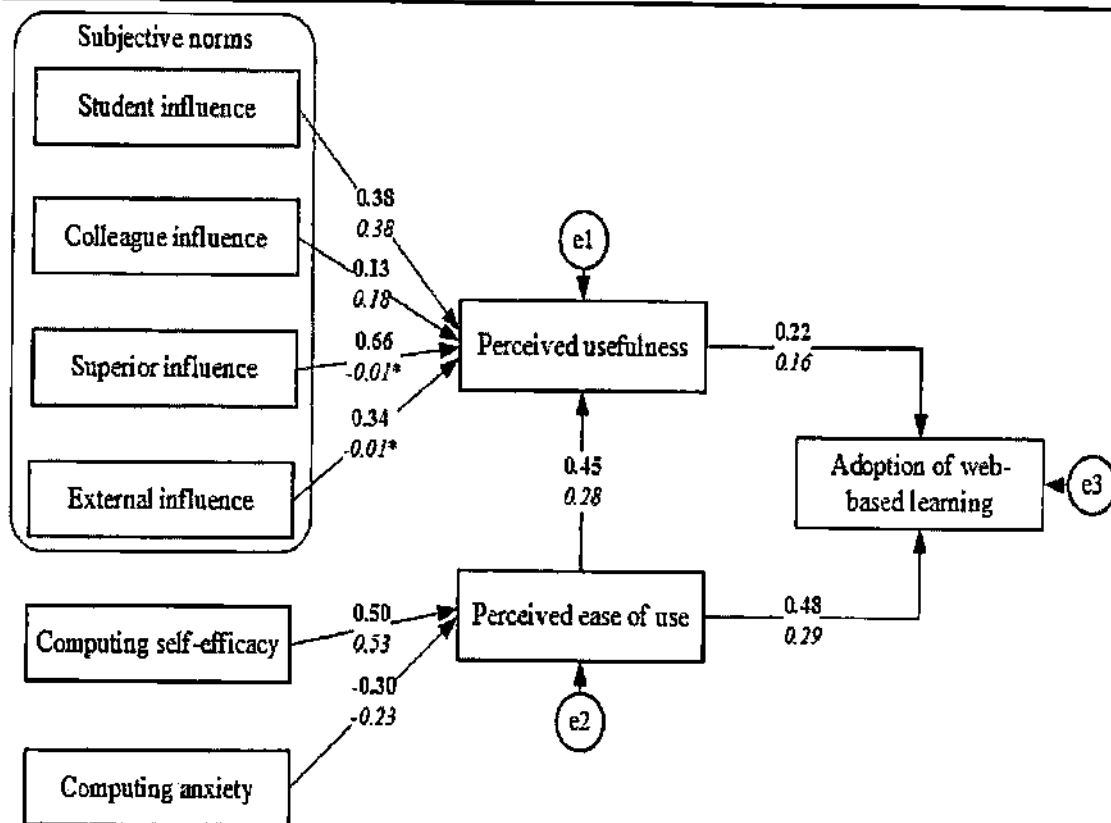 Subjective norms
Student influence
0.38
0.38
Colleague influence
0.13
0.18
Superior influence
0.66
-0.01*
External influence
0.34
-0.01*
e1
Perceived usefulness
0.22
0.16
0.45
0.28
Adoption of web-
based learning
e3
Computing self-efficacy
0.50
0.53
Perceived ease of use
0.48
0.29
-0.30
-0.23
e2
Computing anxiety